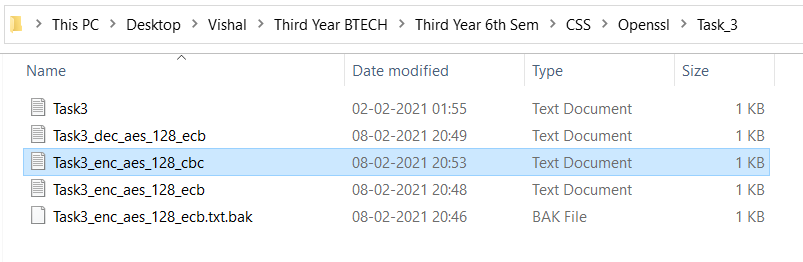 This PC > Desktop > Vishal > Third Year BTECH > Third Year 6th Sem > CSS > Openssl > Task_3
Name Date modified Type Size
Task3 02-02-2021 01:55 Text Document 1 KB
Task3_dec_aes_128_ecb 08-02-2021 20:49 Text Document 1 KB
Task3_enc_aes_128_cbc 08-02-2021 20:53 Text Document 1 KB
Task3_enc_aes_128_ecb 08-02-2021 20:48 Text Document 1 KB
Task3_enc_aes_128_ecb.txt.bak 08-02-2021 20:46 BAK File 1 KB